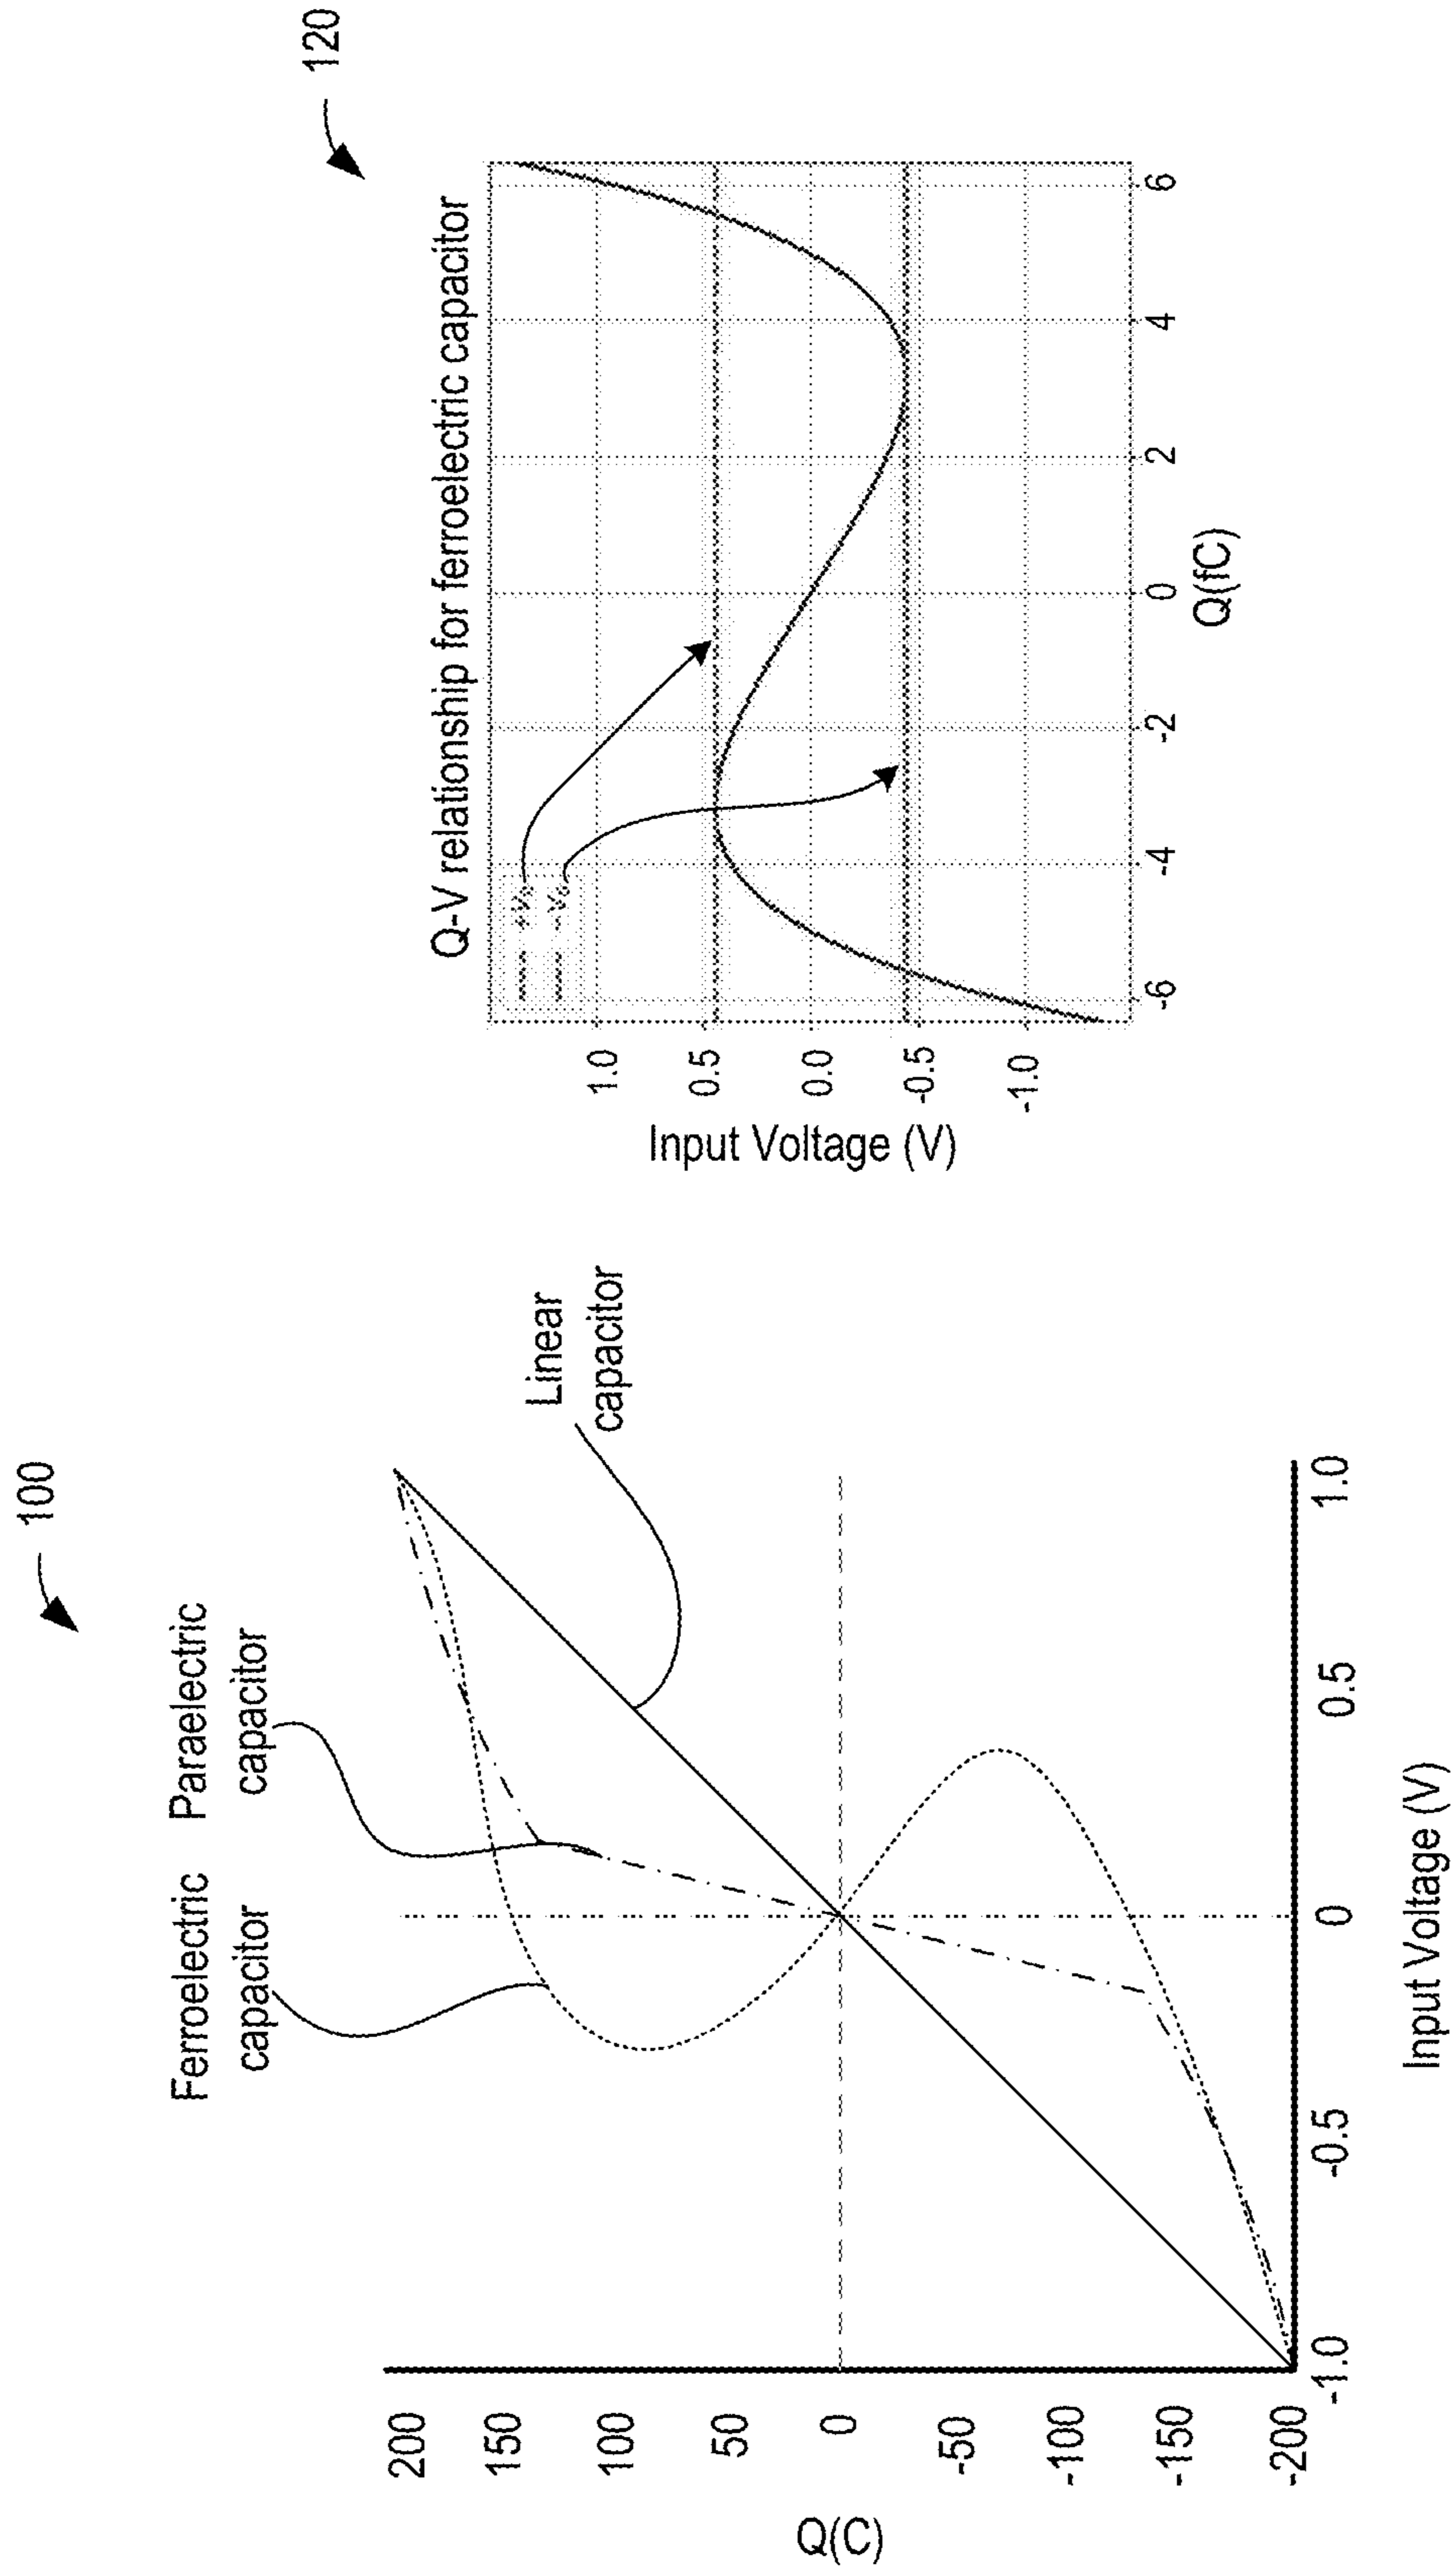 100
Ferroelectric
capacitor
Paraelectric
capacitor
Linear
capacitor
Q(C)
200
150
100
50
0
-50
-100
-150
-200
-1.0
-0.5
0
0.5
1.0
Input Voltage (V)
120
Q-V relationship for ferroelectric capacitor
Input Voltage (V)
1.0
0.5
0.0
-0.5
-1.0
-6
-4
-2
0
2
4
6
Q(fC)